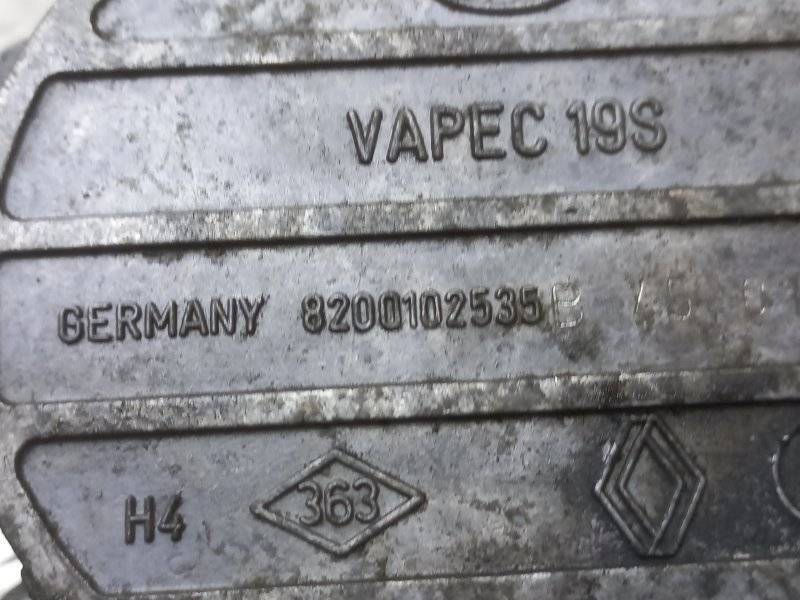 VAPEC 19S
GERMANY 8200102535 B
H4 363